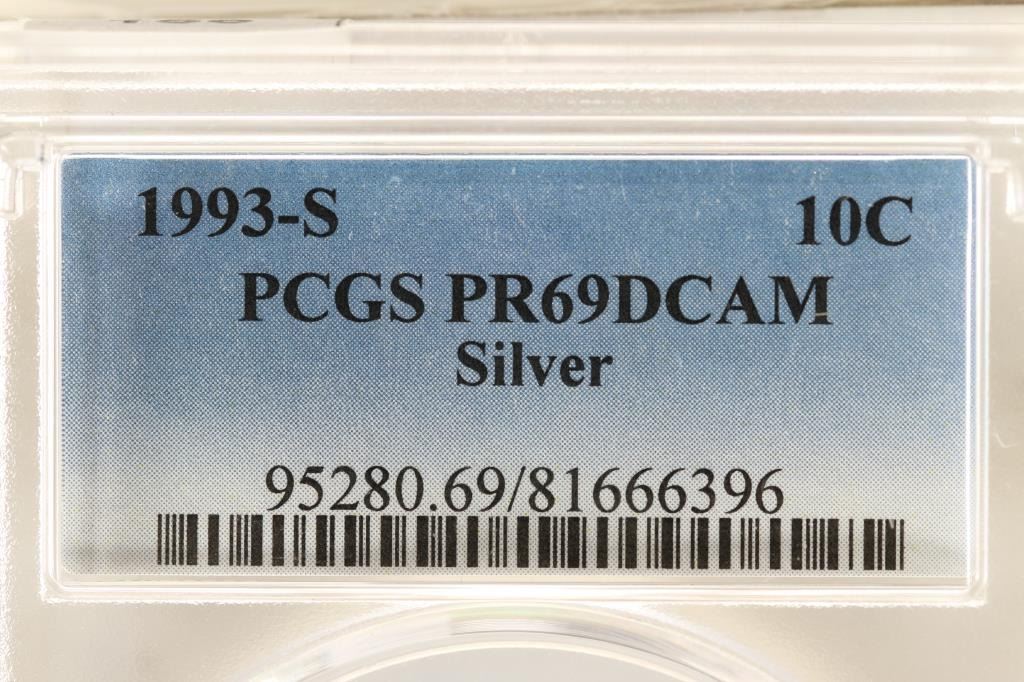 1993-S 10C
PCGS PR69DCAM
Silver
95280.69/81666396